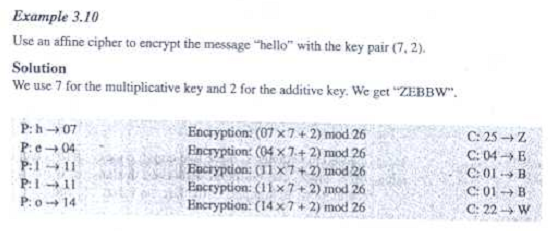 Example 3.10
Use an affine cipher to encrypt the message "hello" with the key pair (7, 2).
Solution
We use 7 for the multiplicative key and 2 for the additive key. We get "ZEBBW".
P: h → 07 Encryption: (07 × 7 + 2) mod 26 C: 25 → Z
P: e → 04 Encryption: (04 × 7 + 2) mod 26 C: 04 → E
P: l → 11 Encryption: (11 × 7 + 2) mod 26 C: 01 → B
P: l → 11 Encryption: (11 × 7 + 2) mod 26 C: 01 → B
P: o → 14 Encryption: (14 × 7 + 2) mod 26 C: 22 → W